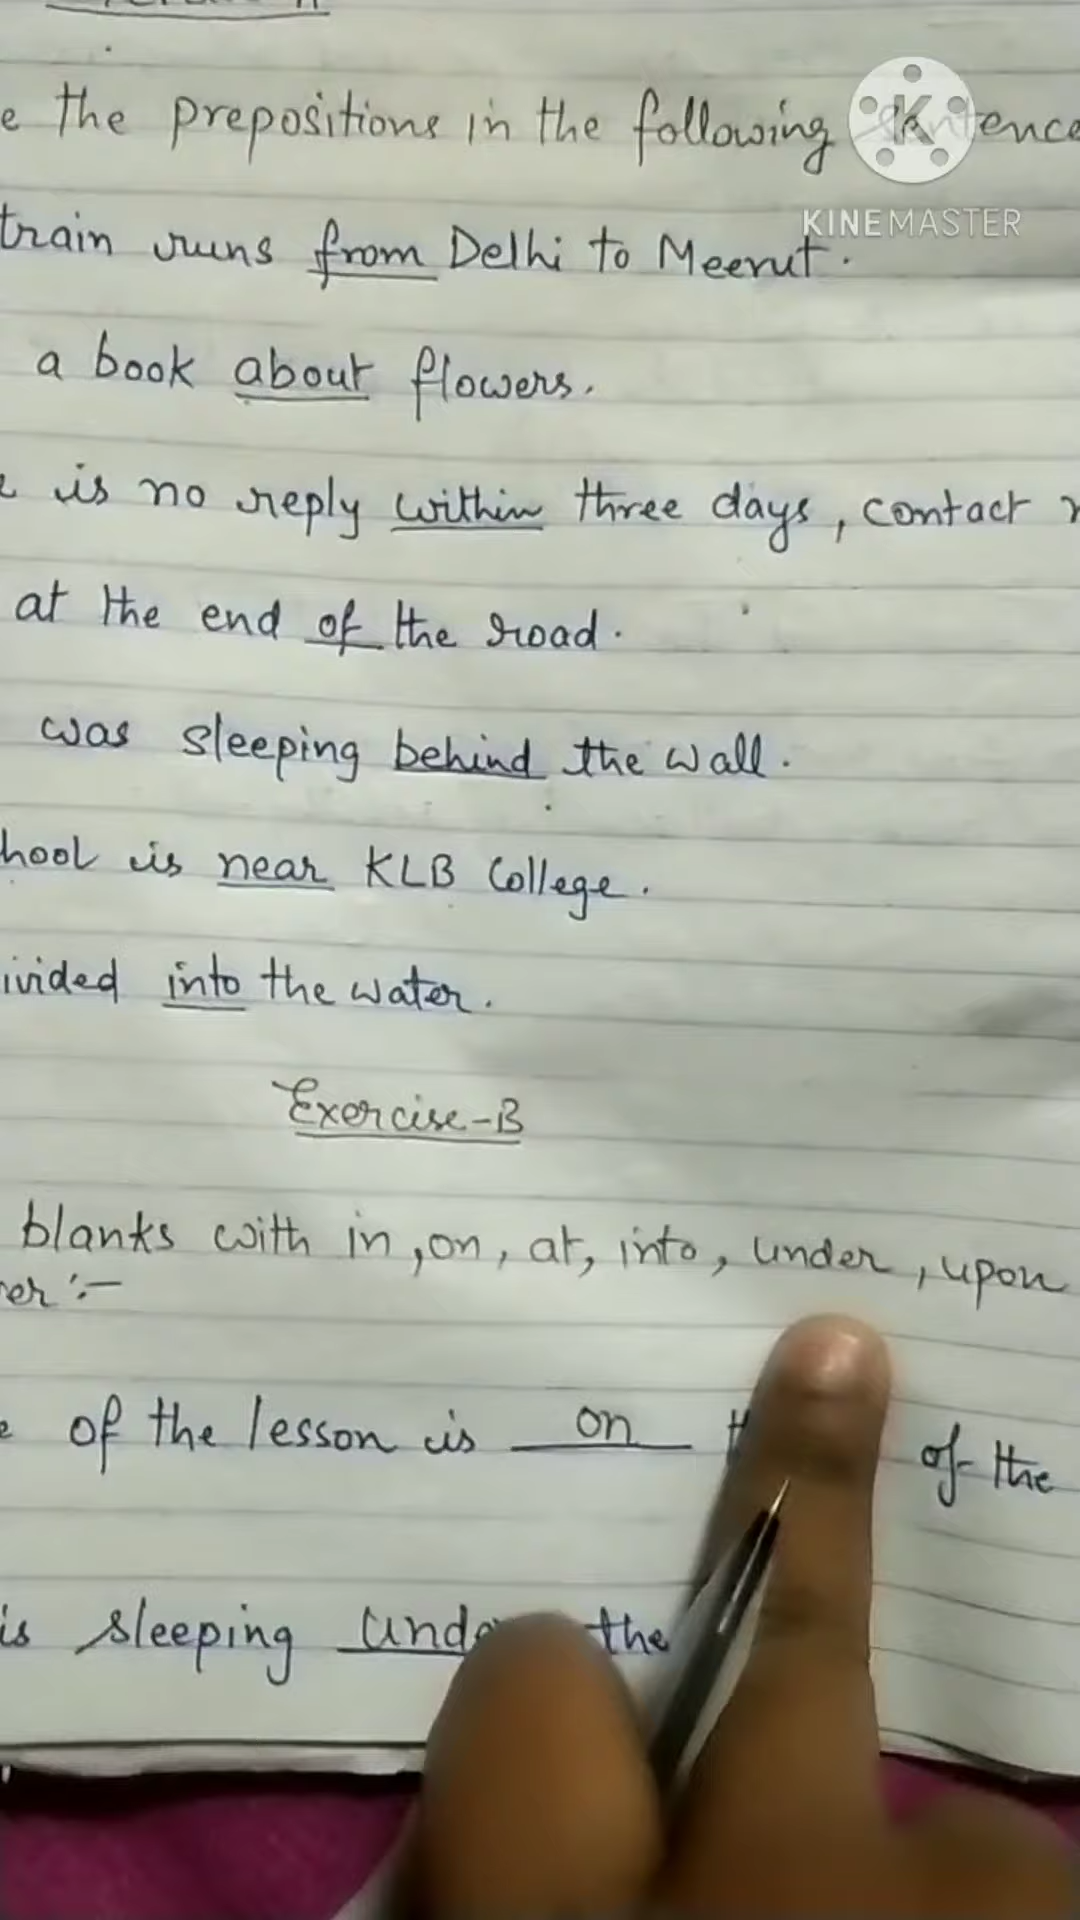 e the prepositions in the following sentence
KINEMASTER
train runs from Delhi to Meerut.
a book about flowers.
is no reply within three days, contact
at the end of the road.
was sleeping behind the wall.
hool is near KLB College.
ivided into the water.
Exercise-B
blanks with in, on, at, into, under, upon
er :-
e of the lesson is on of the
is sleeping unde the